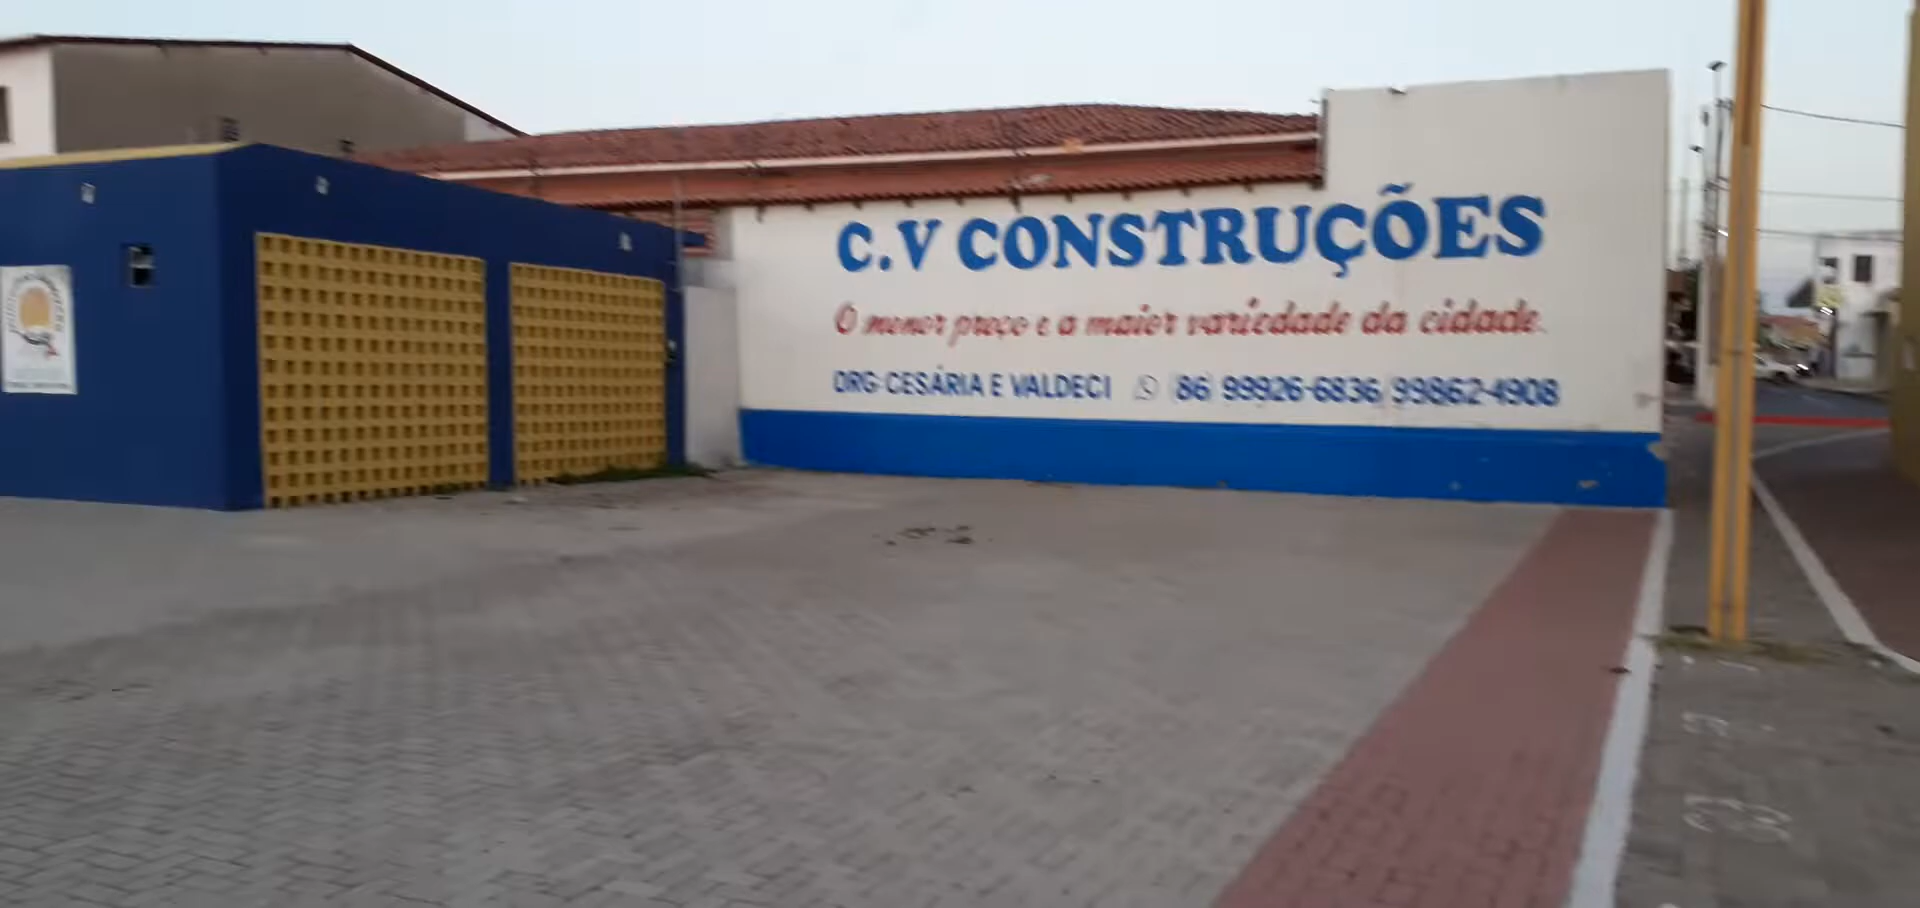 C.V CONSTRUÇÕES
O menor preço e a maior variedade da cidade.
ORG: CESÁRIA E VALDECI (86) 99926-6836/99862-4908